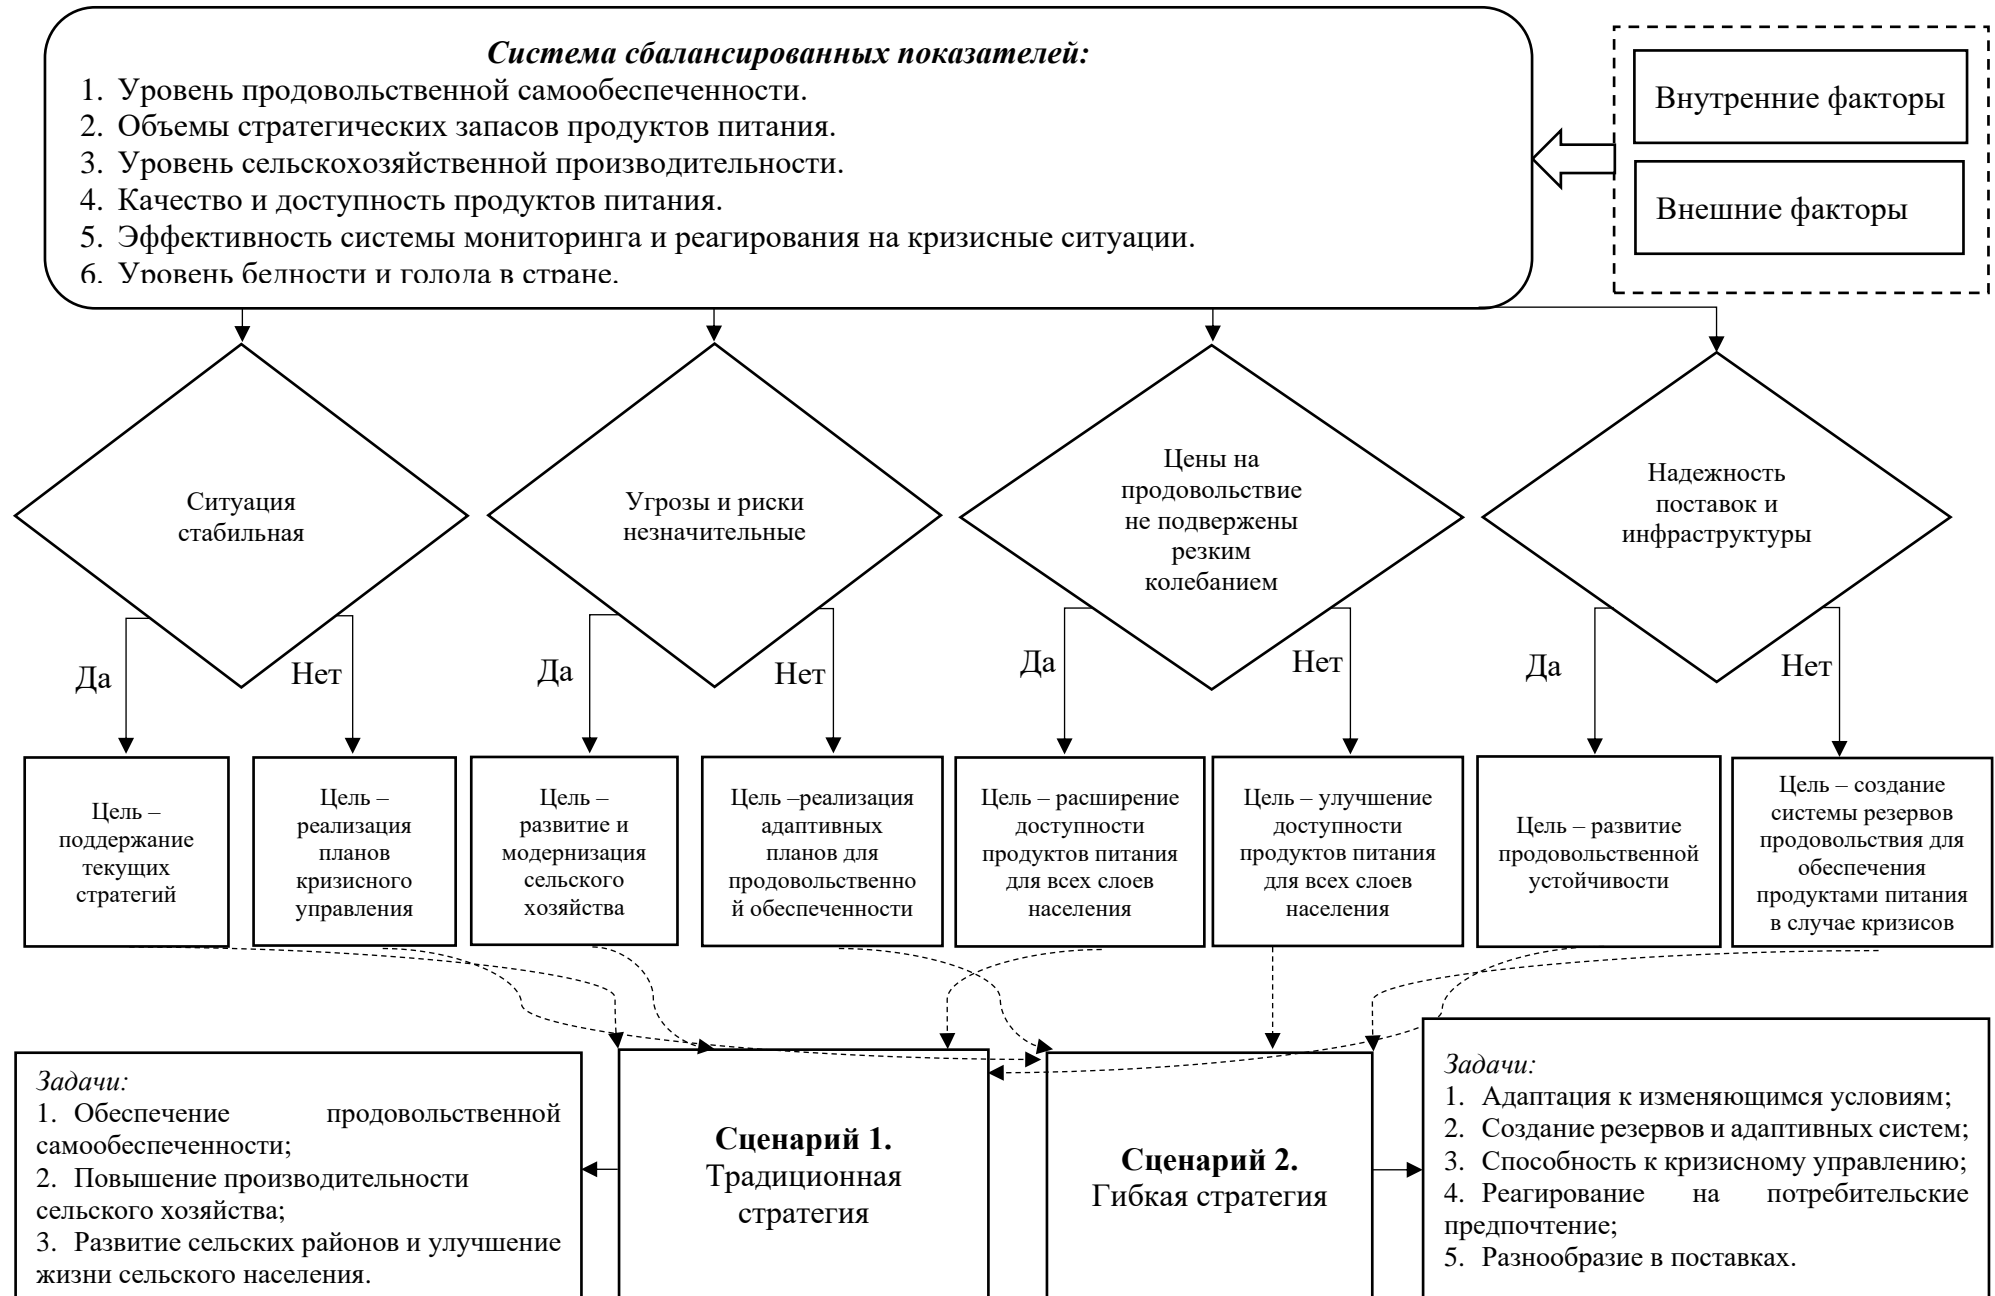 Система сбалансированных показателей:
1. Уровень продовольственной самообеспеченности.
2. Объемы стратегических запасов продуктов питания.
3. Уровень сельскохозяйственной производительности.
4. Качество и доступность продуктов питания.
5. Эффективность системы мониторинга и реагирования на кризисные ситуации.
6. Уровень бедности и голода в стране.
Внутренние факторы
Внешние факторы
Ситуация
стабильная
Угрозы и риски
незначительные
Цены на
продовольствие
не подвержены
резким
колебанием
Надежность
поставок и
инфраструктуры
Да
Нет
Да
Нет
Да
Нет
Да
Нет
Цель –
поддержание
текущих
стратегий
Цель –
реализация
планов
кризисного
управления
Цель –
развитие и
модернизация
сельского
хозяйства
Цель –реализация
адаптивных
планов для
продовольственно
й обеспеченности
Цель – расширение
доступности
продуктов питания
для всех слоев
населения
Цель – улучшение
доступности
продуктов питания
для всех слоев
населения
Цель – развитие
продовольственной
устойчивости
Цель – создание
системы резервов
продовольствия для
обеспечения
продуктами питания
в случае кризисов
Задачи:
1. Обеспечение продовольственной
самообеспеченности;
2. Повышение производительности
сельского хозяйства;
3. Развитие сельских районов и улучшение
жизни сельского населения.
Сценарий 1.
Традиционная
стратегия
Сценарий 2.
Гибкая стратегия
Задачи:
1. Адаптация к изменяющимся условиям;
2. Создание резервов и адаптивных систем;
3. Способность к кризисному управлению;
4. Реагирование на потребительские
предпочтение;
5. Разнообразие в поставках.